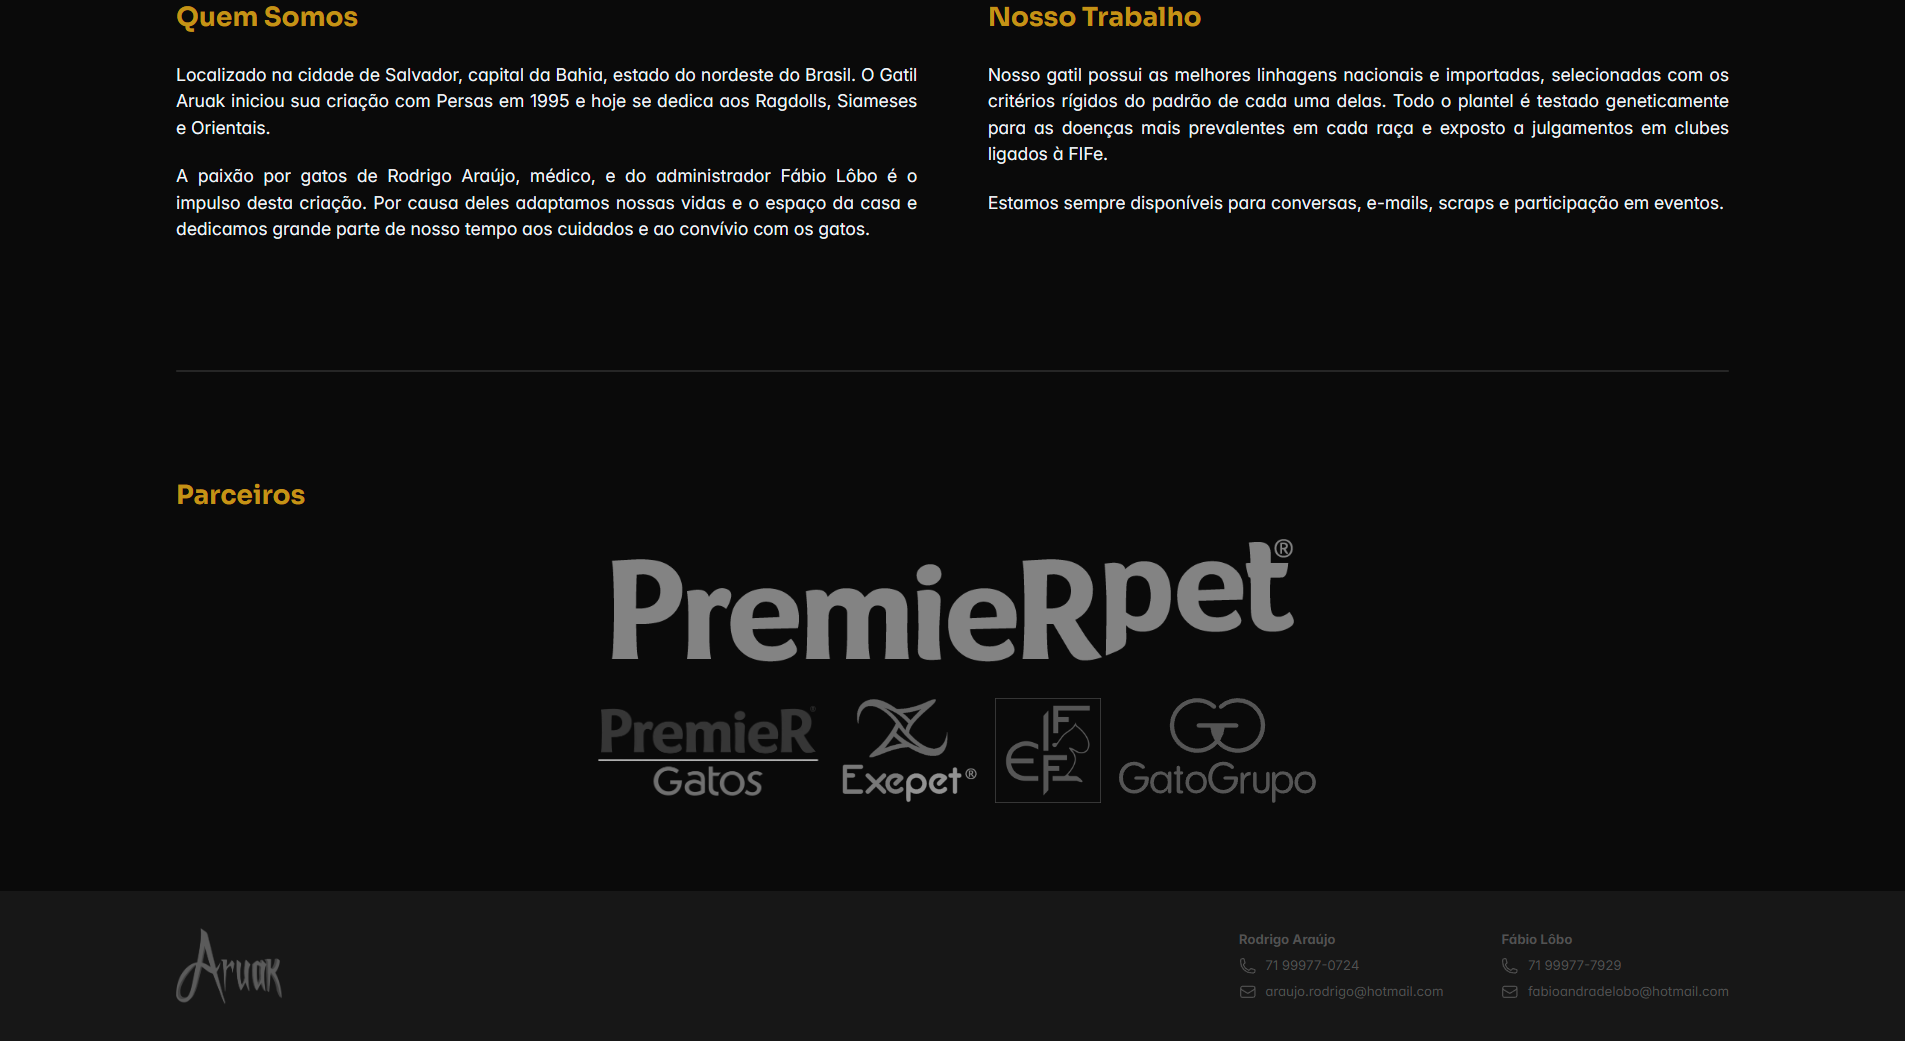 Quem Somos
Localizado na cidade de Salvador, capital da Bahia, estado do nordeste do Brasil. O Gatil
Aruak iniciou sua criação com Persas em 1995 e hoje se dedica aos Ragdolls, Siameses
e Orientais.
A paixão por gatos de Rodrigo Araújo, médico, e do administrador Fábio Lôbo é o
impulso desta criação. Por causa deles adaptamos nossas vidas e o espaço da casa e
dedicamos grande parte de nosso tempo aos cuidados e ao convívio com os gatos.
Nosso Trabalho
Nosso gatil possui as melhores linhagens nacionais e importadas, selecionadas com os
critérios rígidos do padrão de cada uma delas. Todo o plantel é testado geneticamente
para as doenças mais prevalentes em cada raça e exposto a julgamentos em clubes
ligados à FIFe.
Estamos sempre disponíveis para conversas, e-mails, scraps e participação em eventos.
Parceiros
PremieRpet®
PremieR®
Gatos
Exepet®
FIFE
GatoGrupo
Aruak
Rodrigo Araújo
71 99977-0724
araujo.rodrigo@hotmail.com
Fábio Lôbo
71 99977-7929
fabioandradelobo@hotmail.com